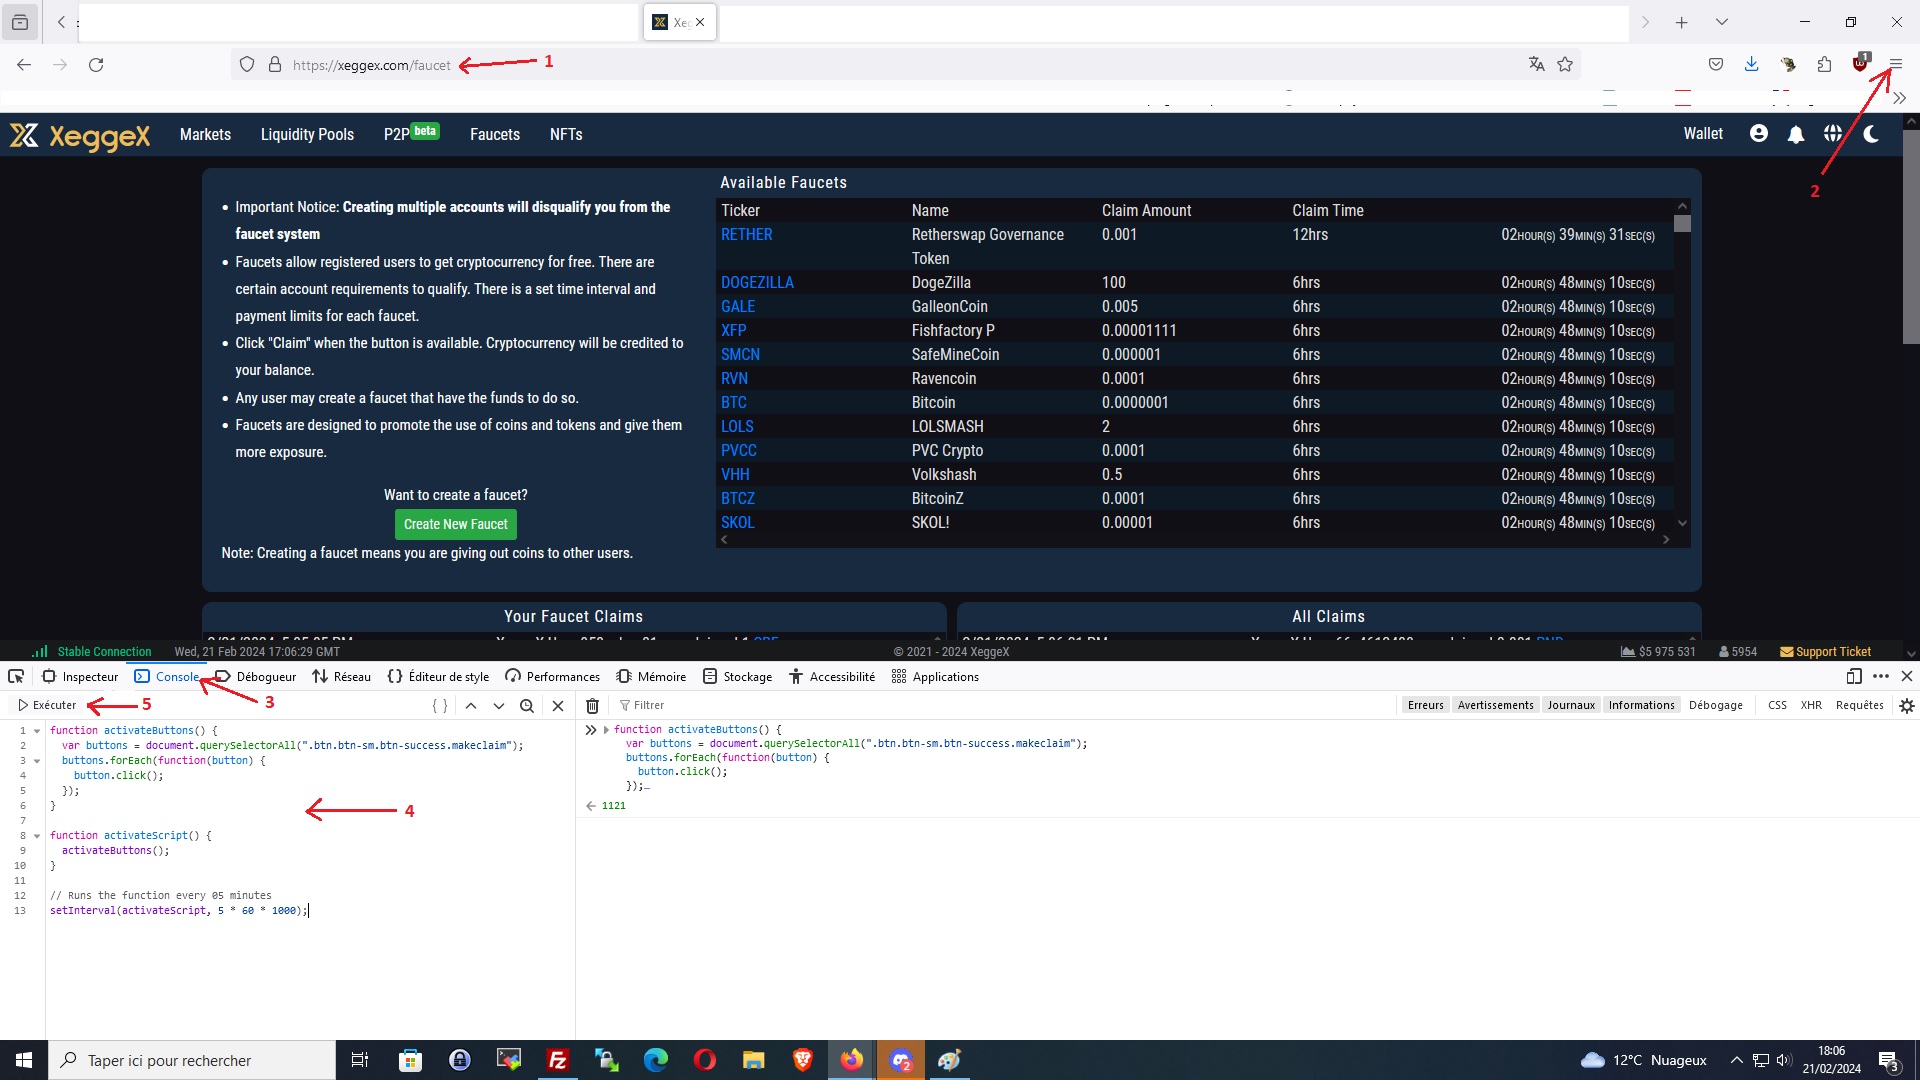 Xe
https://xeggex.com/faucet
1
1
XeggeX
Markets
Liquidity Pools
P2P beta
Faucets
NFTs
Wallet
2
Important Notice: Creating multiple accounts will disqualify you from the
faucet system
Faucets allow registered users to get cryptocurrency for free. There are
certain account requirements to qualify. There is a set time interval and
payment limits for each faucet.
Click "Claim" when the button is available. Cryptocurrency will be credited to
your balance.
Any user may create a faucet that have the funds to do so.
Faucets are designed to promote the use of coins and tokens and give them
more exposure.
Want to create a faucet?
Create New Faucet
Note: Creating a faucet means you are giving out coins to other users.
Available Faucets
Ticker Name Claim Amount Claim Time
RETHER Retherswap Governance 0.001 12hrs 02HOUR(S) 39MIN(S) 31SEC(S)
Token
DOGEZILLA DogeZilla 100 6hrs 02HOUR(S) 48MIN(S) 10SEC(S)
GALE GalleonCoin 0.005 6hrs 02HOUR(S) 48MIN(S) 10SEC(S)
XFP Fishfactory P 0.00001111 6hrs 02HOUR(S) 48MIN(S) 10SEC(S)
SMCN SafeMineCoin 0.000001 6hrs 02HOUR(S) 48MIN(S) 10SEC(S)
RVN Ravencoin 0.0001 6hrs 02HOUR(S) 48MIN(S) 10SEC(S)
BTC Bitcoin 0.0000001 6hrs 02HOUR(S) 48MIN(S) 10SEC(S)
LOLS LOLSMASH 2 6hrs 02HOUR(S) 48MIN(S) 10SEC(S)
PVCC PVC Crypto 0.0001 6hrs 02HOUR(S) 48MIN(S) 10SEC(S)
VHH Volkshash 0.5 6hrs 02HOUR(S) 48MIN(S) 10SEC(S)
BTCZ BitcoinZ 0.0001 6hrs 02HOUR(S) 48MIN(S) 10SEC(S)
SKOL SKOL! 0.00001 6hrs 02HOUR(S) 48MIN(S) 10SEC(S)
Your Faucet Claims
All Claims
Stable Connection
Wed, 21 Feb 2024 17:06:29 GMT
© 2021 - 2024 XeggeX
$5 975 531
5954
Support Ticket
Inspecteur
Console
Débogueur
Réseau
Éditeur de style
Performances
Mémoire
Stockage
Accessibilité
Applications
3
Exécuter
5
Filtrer
Erreurs
Avertissements
Journaux
Informations
Débogage
CSS
XHR
Requêtes
1 function activateButtons() {
2 var buttons = document.querySelectorAll(".btn.btn-sm.btn-success.makeclaim");
3 buttons.forEach(function(button) {
4 button.click();
5 });
6 }
7
8 function activateScript() {
9 activateButtons();
10 }
11
12 // Runs the function every 05 minutes
13 setInterval(activateScript, 5 * 60 * 1000);
4
function activateButtons() {
var buttons = document.querySelectorAll(".btn.btn-sm.btn-success.makeclaim");
buttons.forEach(function(button) {
button.click();
});…
1121
Taper ici pour rechercher
2
12°C Nuageux
18:06
21/02/2024
3